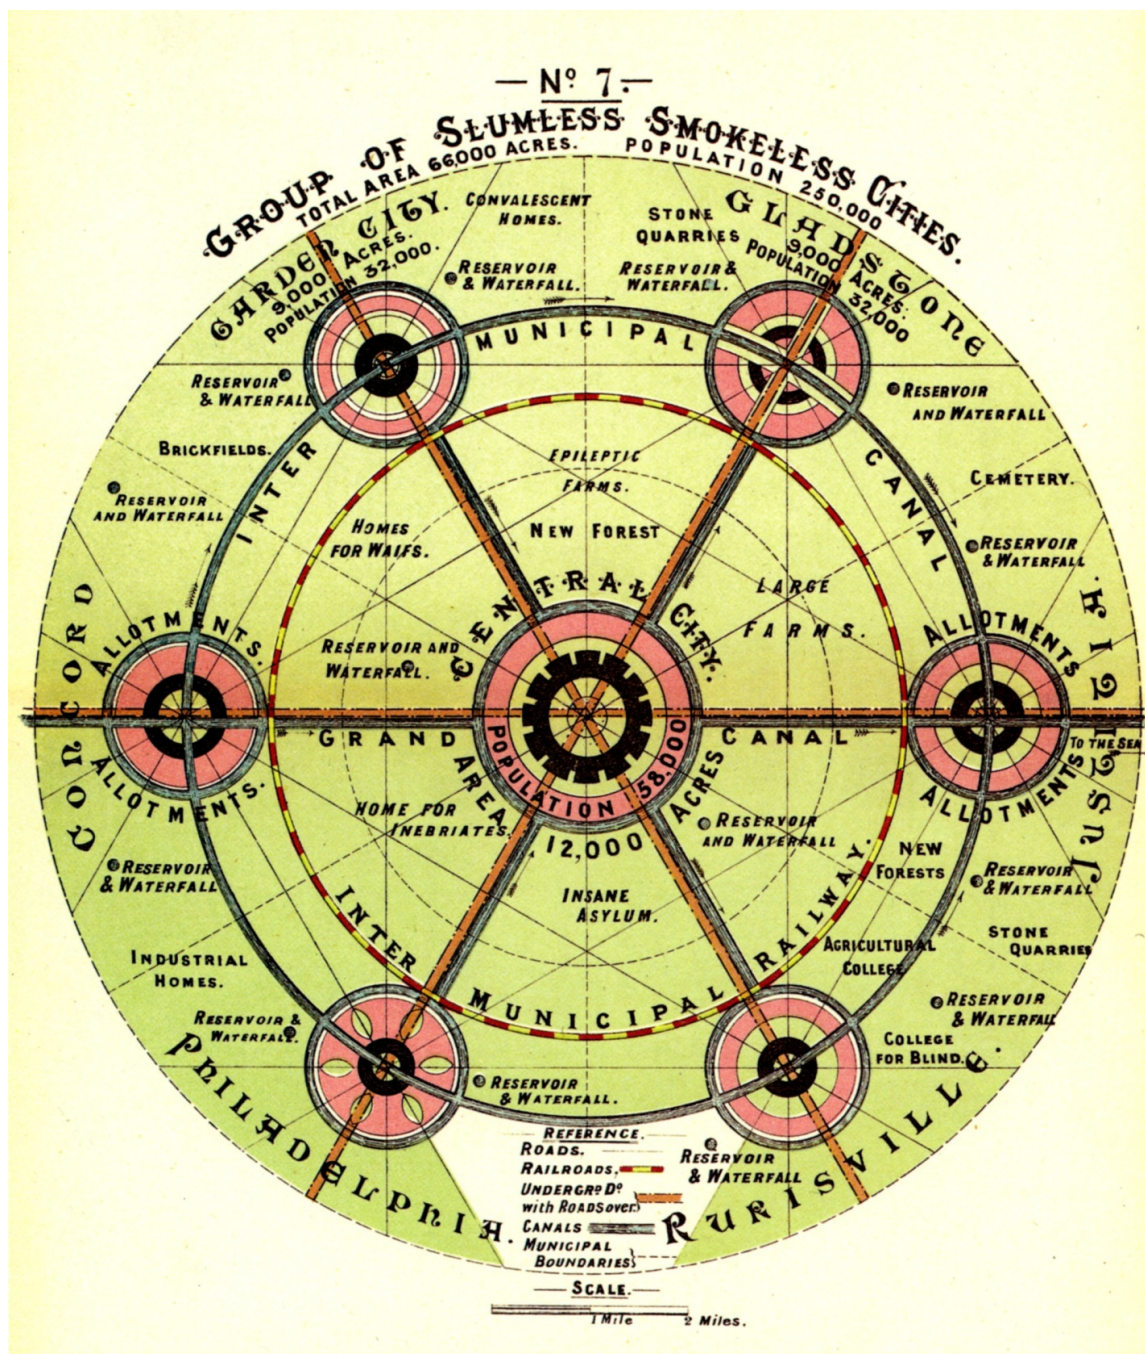 — Nº 7. —
GROUP OF SLUMLESS SMOKELESS CITIES.
TOTAL AREA 66,000 ACRES. POPULATION 250,000
GARDEN CITY.
9,000 ACRES.
POPULATION 32,000.
CONVALESCENT
HOMES.
STONE
QUARRIES
GLADSTONE
9,000 ACRES.
POPULATION 32,000
RESERVOIR
& WATERFALL.
RESERVOIR &
WATERFALL.
INTER MUNICIPAL CANAL
RESERVOIR
& WATERFALL
RESERVOIR
AND WATERFALL
BRICKFIELDS.
EPILEPTIC
FARMS.
CEMETERY.
RESERVOIR
AND WATERFALL
HOMES
FOR WAIFS.
NEW FOREST
RESERVOIR
& WATERFALL
CENTRAL CITY.
LARGE
FARMS.
CONCORD
ALLOTMENTS.
RESERVOIR AND
WATERFALL.
ALLOTMENTS
JUSTITIA.
GRAND CANAL
TO THE SEA
POPULATION 58,000
AREA 12,000 ACRES
ALLOTMENTS.
HOME FOR
INEBRIATES.
RESERVOIR
AND WATERFALL
ALLOTMENTS
NEW
FORESTS
RESERVOIR
& WATERFALL
RESERVOIR
& WATERFALL
INSANE
ASYLUM.
STONE
QUARRIES
INTER MUNICIPAL RAILWAY.
AGRICULTURAL
COLLEGE
INDUSTRIAL
HOMES.
RESERVOIR
& WATERFALL
RESERVOIR &
WATERFALL.
COLLEGE
FOR BLIND.
RESERVOIR
& WATERFALL.
PHILADELPHIA.
RURISVILLE.
RESERVOIR
& WATERFALL
REFERENCE.
ROADS.
RAILROADS.
UNDERGRD Dº
with ROADS over.
CANALS
MUNICIPAL
BOUNDARIES
— SCALE. —
1 Mile 2 Miles.